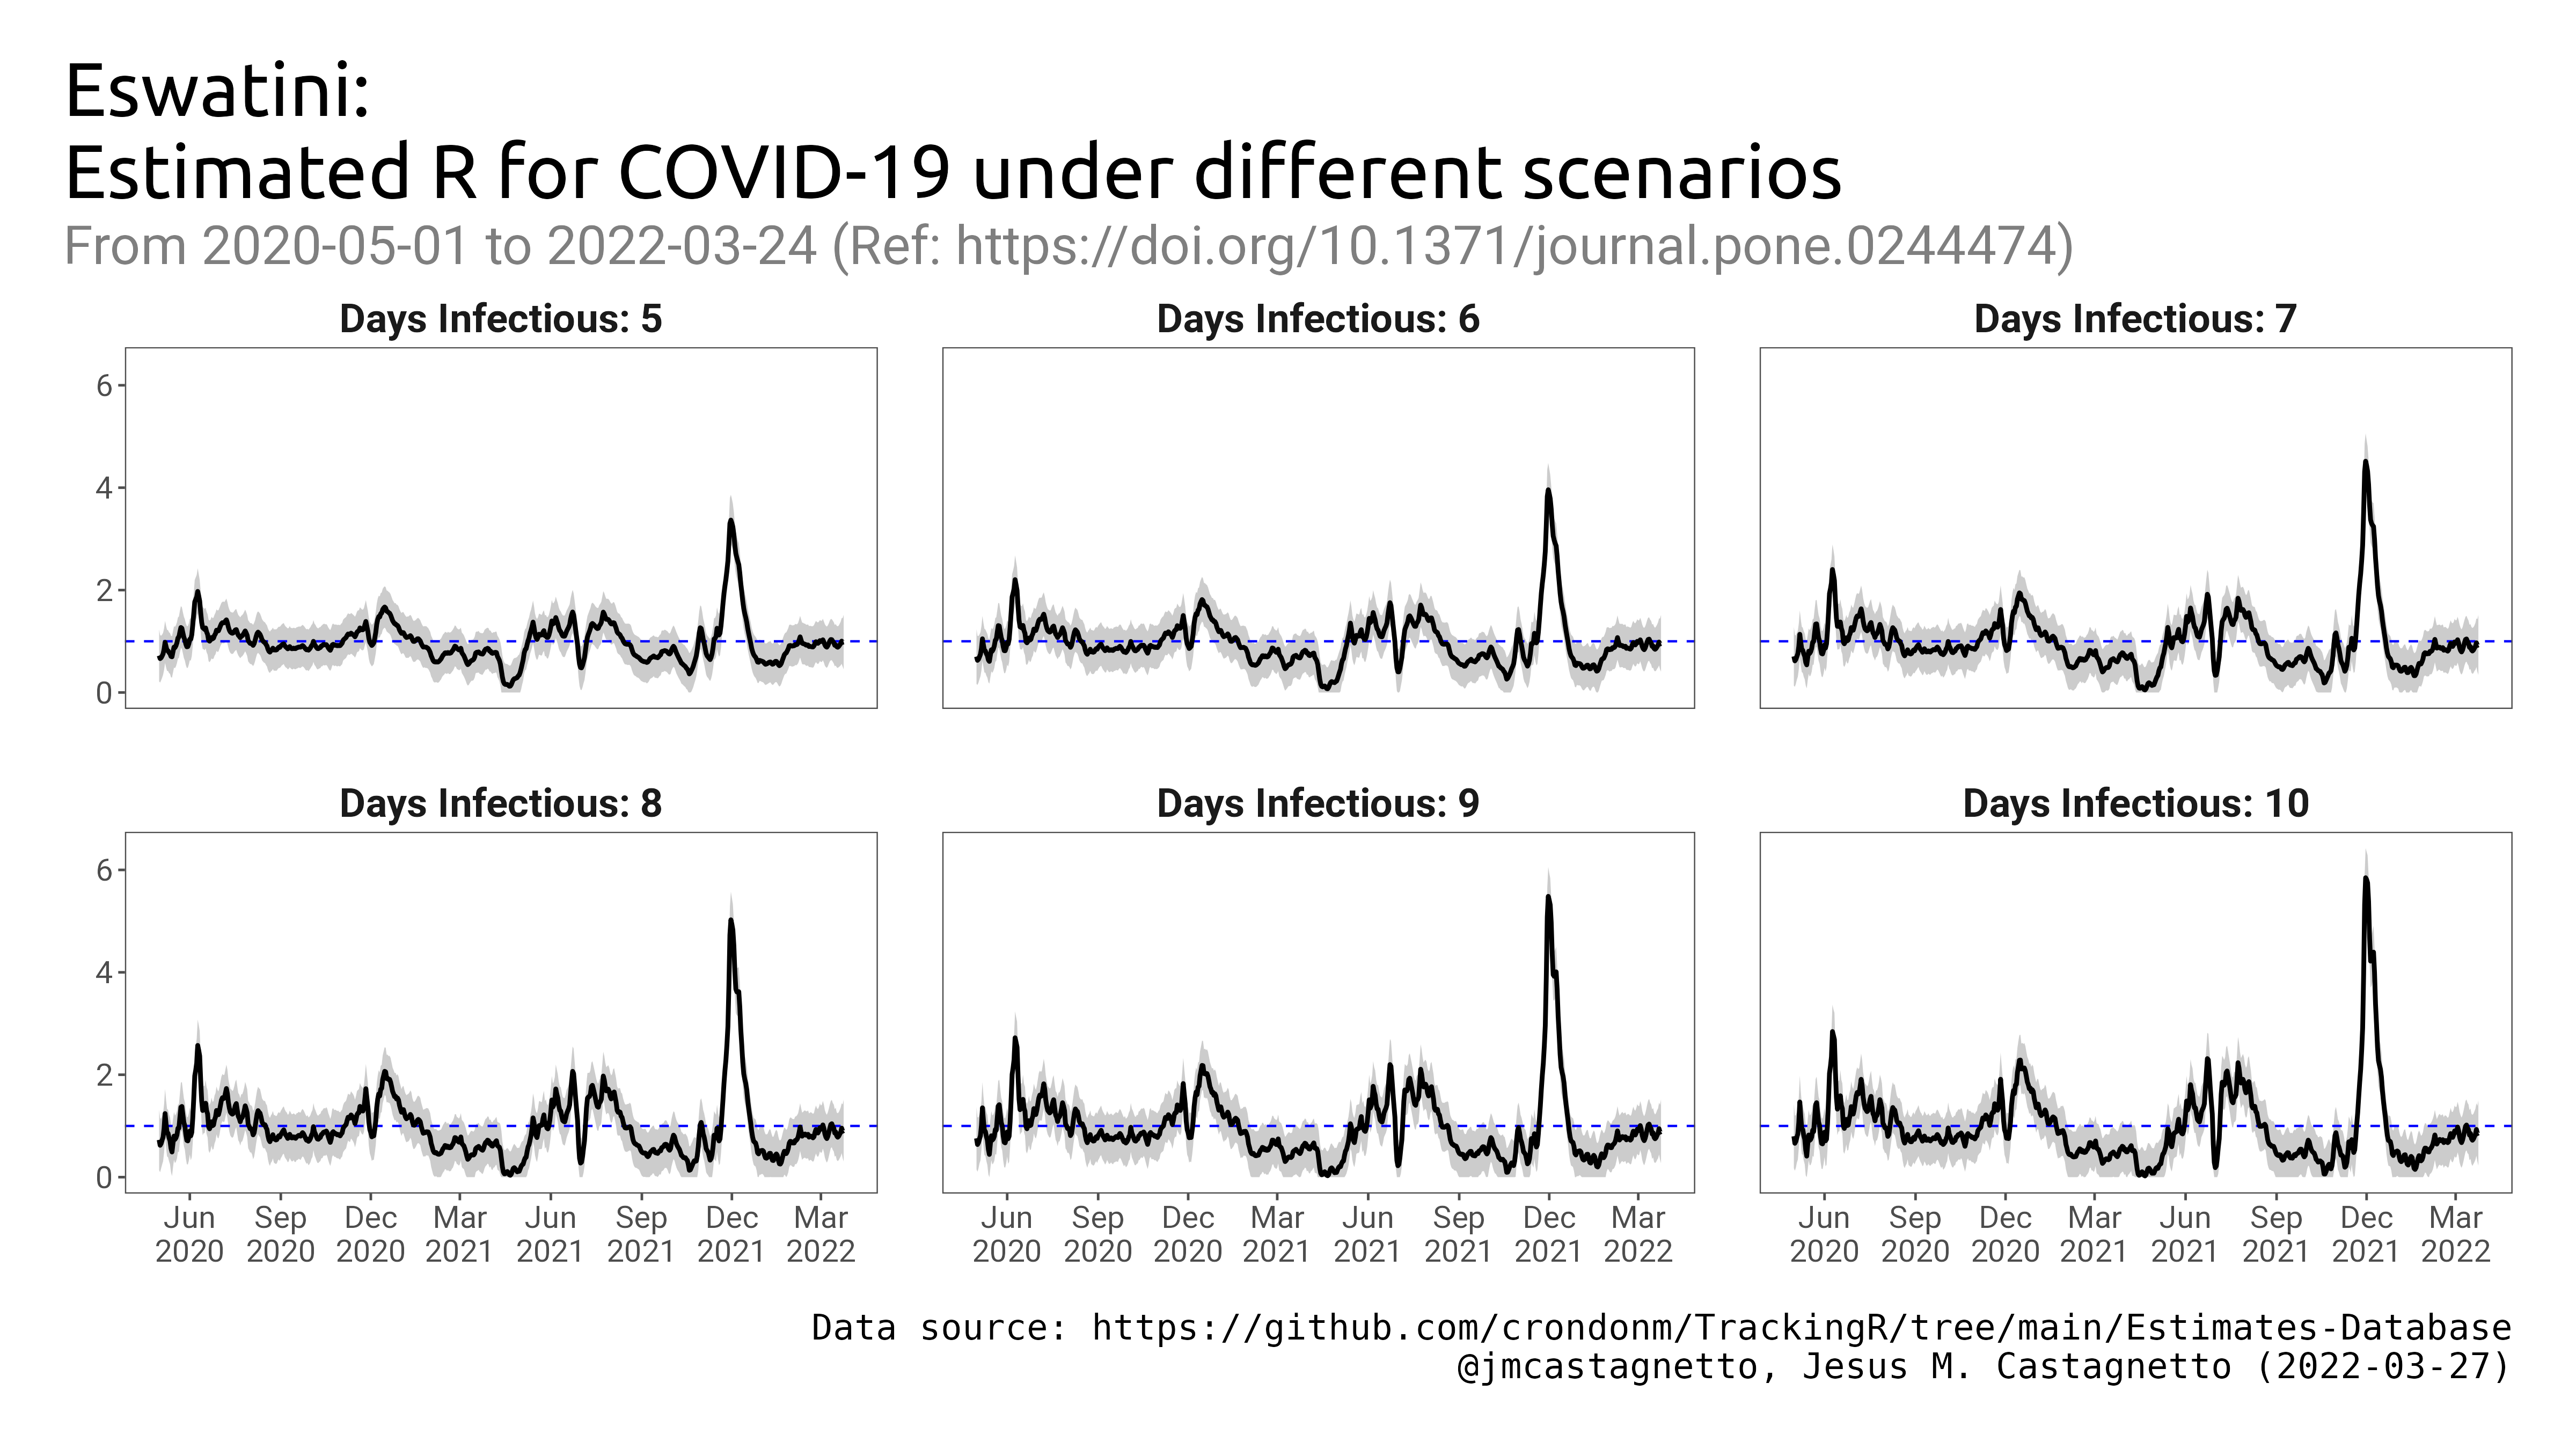 Eswatini:
Estimated R for COVID-19 under different scenarios
From 2020-05-01 to 2022-03-24 (Ref: https://doi.org/10.1371/journal.pone.0244474)
Days Infectious: 5
Days Infectious: 6
Days Infectious: 7
6
4
2
0
Days Infectious: 8
Days Infectious: 9
Days Infectious: 10
6
4
2
0
Jun Sep Dec Mar Jun Sep Dec Mar
2020 2020 2020 2021 2021 2021 2021 2022
Jun Sep Dec Mar Jun Sep Dec Mar
2020 2020 2020 2021 2021 2021 2021 2022
Jun Sep Dec Mar Jun Sep Dec Mar
2020 2020 2020 2021 2021 2021 2021 2022
Data source: https://github.com/crondonm/TrackingR/tree/main/Estimates-Database
@jmcastagnetto, Jesus M. Castagnetto (2022-03-27)